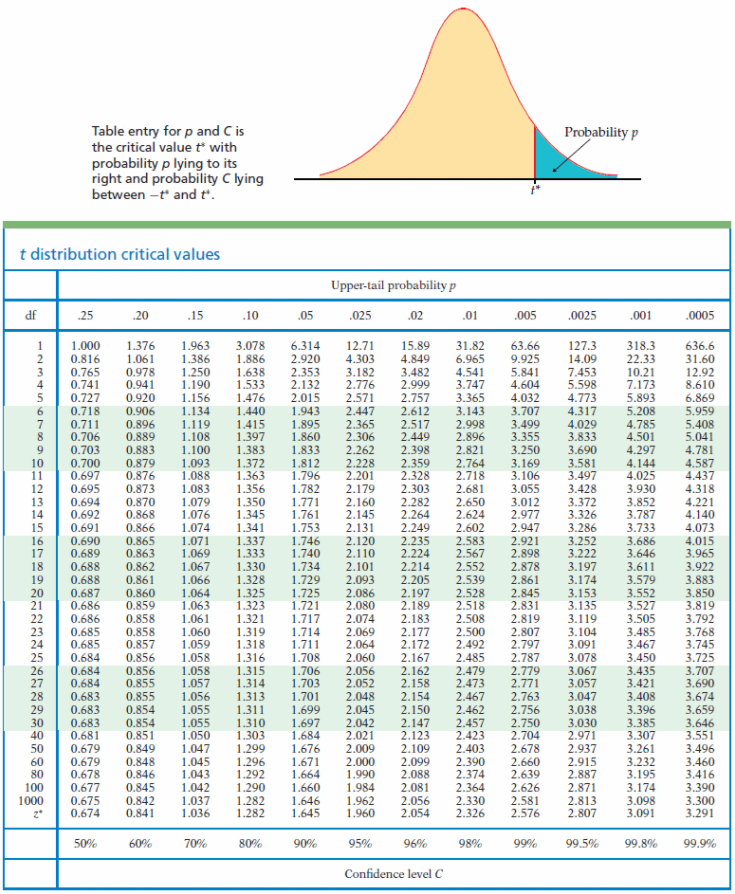 Table entry for p and C is
the critical value t* with
probability p lying to its
right and probability C lying
between −t* and t*.
Probability p
t*
t distribution critical values
Upper-tail probability p
df .25 .20 .15 .10 .05 .025 .02 .01 .005 .0025 .001 .0005
1 1.000 1.376 1.963 3.078 6.314 12.71 15.89 31.82 63.66 127.3 318.3 636.6
2 0.816 1.061 1.386 1.886 2.920 4.303 4.849 6.965 9.925 14.09 22.33 31.60
3 0.765 0.978 1.250 1.638 2.353 3.182 3.482 4.541 5.841 7.453 10.21 12.92
4 0.741 0.941 1.190 1.533 2.132 2.776 2.999 3.747 4.604 5.598 7.173 8.610
5 0.727 0.920 1.156 1.476 2.015 2.571 2.757 3.365 4.032 4.773 5.893 6.869
6 0.718 0.906 1.134 1.440 1.943 2.447 2.612 3.143 3.707 4.317 5.208 5.959
7 0.711 0.896 1.119 1.415 1.895 2.365 2.517 2.998 3.499 4.029 4.785 5.408
8 0.706 0.889 1.108 1.397 1.860 2.306 2.449 2.896 3.355 3.833 4.501 5.041
9 0.703 0.883 1.100 1.383 1.833 2.262 2.398 2.821 3.250 3.690 4.297 4.781
10 0.700 0.879 1.093 1.372 1.812 2.228 2.359 2.764 3.169 3.581 4.144 4.587
11 0.697 0.876 1.088 1.363 1.796 2.201 2.328 2.718 3.106 3.497 4.025 4.437
12 0.695 0.873 1.083 1.356 1.782 2.179 2.303 2.681 3.055 3.428 3.930 4.318
13 0.694 0.870 1.079 1.350 1.771 2.160 2.282 2.650 3.012 3.372 3.852 4.221
14 0.692 0.868 1.076 1.345 1.761 2.145 2.264 2.624 2.977 3.326 3.787 4.140
15 0.691 0.866 1.074 1.341 1.753 2.131 2.249 2.602 2.947 3.286 3.733 4.073
16 0.690 0.865 1.071 1.337 1.746 2.120 2.235 2.583 2.921 3.252 3.686 4.015
17 0.689 0.863 1.069 1.333 1.740 2.110 2.224 2.567 2.898 3.222 3.646 3.965
18 0.688 0.862 1.067 1.330 1.734 2.101 2.214 2.552 2.878 3.197 3.611 3.922
19 0.688 0.861 1.066 1.328 1.729 2.093 2.205 2.539 2.861 3.174 3.579 3.883
20 0.687 0.860 1.064 1.325 1.725 2.086 2.197 2.528 2.845 3.153 3.552 3.850
21 0.686 0.859 1.063 1.323 1.721 2.080 2.189 2.518 2.831 3.135 3.527 3.819
22 0.686 0.858 1.061 1.321 1.717 2.074 2.183 2.508 2.819 3.119 3.505 3.792
23 0.685 0.858 1.060 1.319 1.714 2.069 2.177 2.500 2.807 3.104 3.485 3.768
24 0.685 0.857 1.059 1.318 1.711 2.064 2.172 2.492 2.797 3.091 3.467 3.745
25 0.684 0.856 1.058 1.316 1.708 2.060 2.167 2.485 2.787 3.078 3.450 3.725
26 0.684 0.856 1.058 1.315 1.706 2.056 2.162 2.479 2.779 3.067 3.435 3.707
27 0.684 0.855 1.057 1.314 1.703 2.052 2.158 2.473 2.771 3.057 3.421 3.690
28 0.683 0.855 1.056 1.313 1.701 2.048 2.154 2.467 2.763 3.047 3.408 3.674
29 0.683 0.854 1.055 1.311 1.699 2.045 2.150 2.462 2.756 3.038 3.396 3.659
30 0.683 0.854 1.055 1.310 1.697 2.042 2.147 2.457 2.750 3.030 3.385 3.646
40 0.681 0.851 1.050 1.303 1.684 2.021 2.123 2.423 2.704 2.971 3.307 3.551
50 0.679 0.849 1.047 1.299 1.676 2.009 2.109 2.403 2.678 2.937 3.261 3.496
60 0.679 0.848 1.045 1.296 1.671 2.000 2.099 2.390 2.660 2.915 3.232 3.460
80 0.678 0.846 1.043 1.292 1.664 1.990 2.088 2.374 2.639 2.887 3.195 3.416
100 0.677 0.845 1.042 1.290 1.660 1.984 2.081 2.364 2.626 2.871 3.174 3.390
1000 0.675 0.842 1.037 1.282 1.646 1.962 2.056 2.330 2.581 2.813 3.098 3.300
z* 0.674 0.841 1.036 1.282 1.645 1.960 2.054 2.326 2.576 2.807 3.091 3.291
50% 60% 70% 80% 90% 95% 96% 98% 99% 99.5% 99.8% 99.9%
Confidence level C